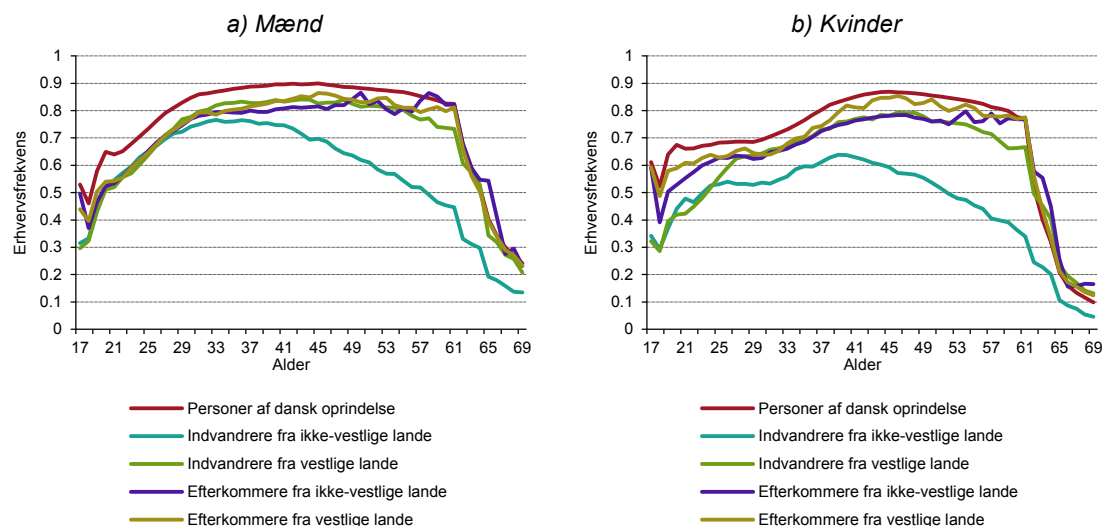 a) Mænd
1
0.9
0.8
0.7
0.6
0.5
0.4
0.3
0.2
0.1
0
Erhvervsfrekvens
17 21 25 29 33 37 41 45 49 53 57 61 65 69
Alder
Personer af dansk oprindelse
Indvandrere fra ikke-vestlige lande
Indvandrere fra vestlige lande
Efterkommere fra ikke-vestlige lande
Efterkommere fra vestlige lande
b) Kvinder
1
0.9
0.8
0.7
0.6
0.5
0.4
0.3
0.2
0.1
0
Erhvervsfrekvens
17 21 25 29 33 37 41 45 49 53 57 61 65 69
Alder
Personer af dansk oprindelse
Indvandrere fra ikke-vestlige lande
Indvandrere fra vestlige lande
Efterkommere fra ikke-vestlige lande
Efterkommere fra vestlige lande